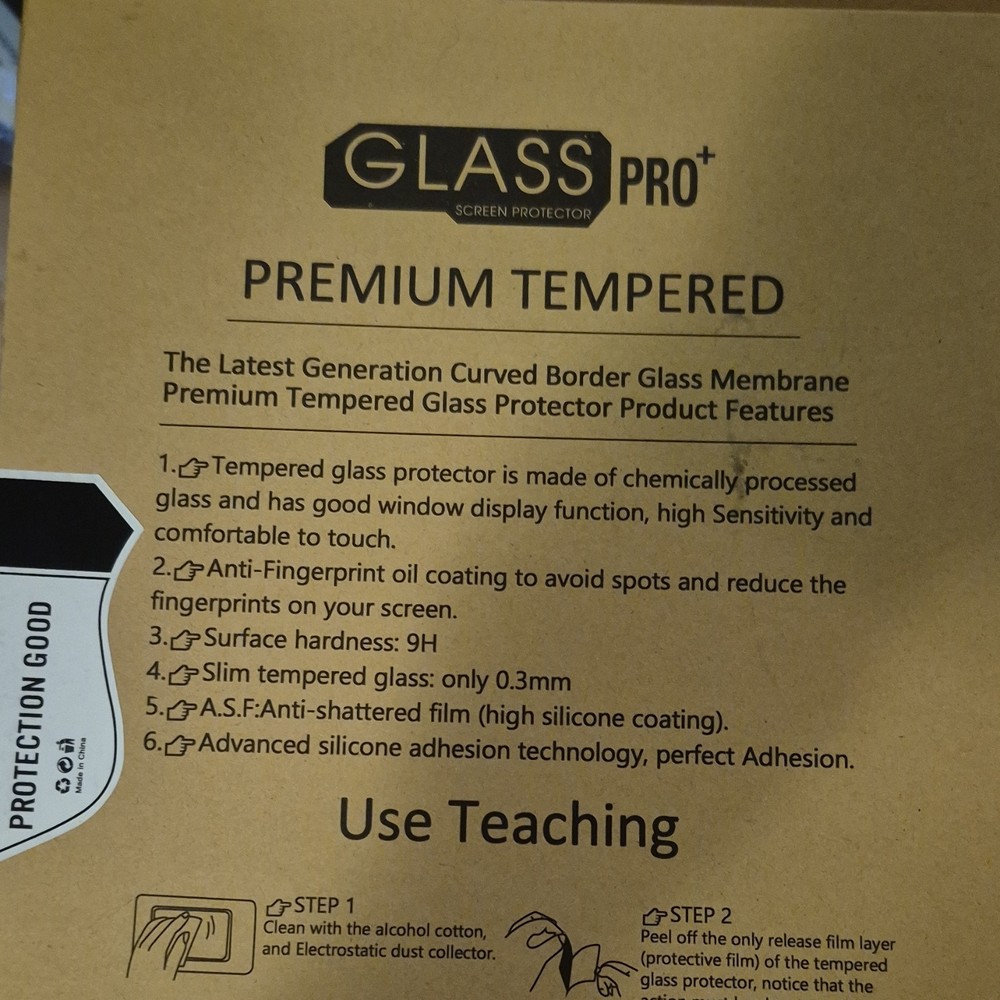 GLASS PRO+
SCREEN PROTECTOR
PREMIUM TEMPERED
The Latest Generation Curved Border Glass Membrane
Premium Tempered Glass Protector Product Features
1.Tempered glass protector is made of chemically processed
glass and has good window display function, high Sensitivity and
comfortable to touch.
2.Anti-Fingerprint oil coating to avoid spots and reduce the
fingerprints on your screen.
3.Surface hardness: 9H
4.Slim tempered glass: only 0.3mm
5.A.S.F:Anti-shattered film (high silicone coating).
6.Advanced silicone adhesion technology, perfect Adhesion.
PROTECTION GOOD
Made in China
Use Teaching
STEP 1
Clean with the alcohol cotton,
and Electrostatic dust collector.
STEP 2
Peel off the only release film layer
(protective film) of the tempered
glass protector, notice that the